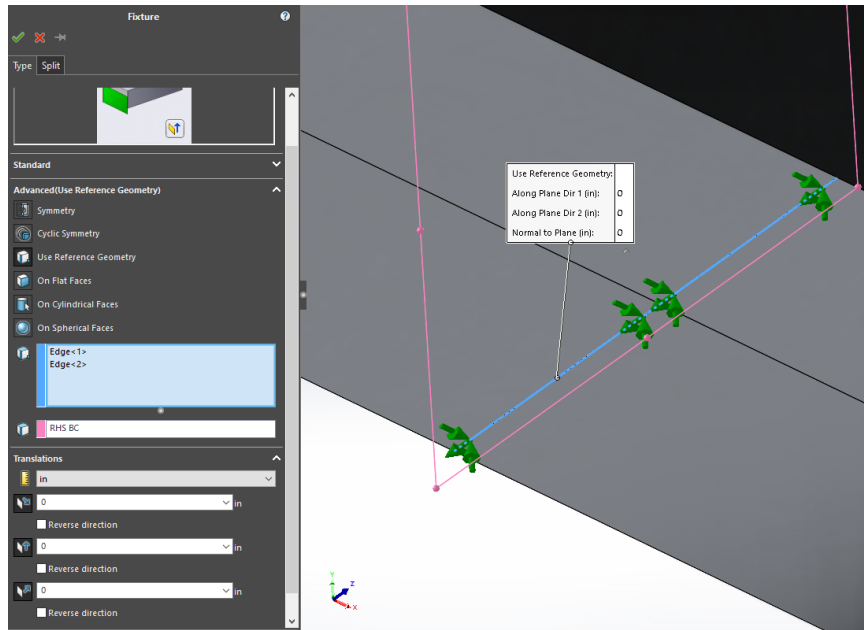 Fixture
?
Type
Split
Standard
Advanced(Use Reference Geometry)
Symmetry
Cyclic Symmetry
Use Reference Geometry
On Flat Faces
On Cylindrical Faces
On Spherical Faces
Edge<1>
Edge<2>
RHS BC
Translations
in
0
in
Reverse direction
0
in
Reverse direction
0
in
Reverse direction
Use Reference Geometry:
Along Plane Dir 1 (in): 0
Along Plane Dir 2 (in): 0
Normal to Plane (in): 0
Y
Z
X